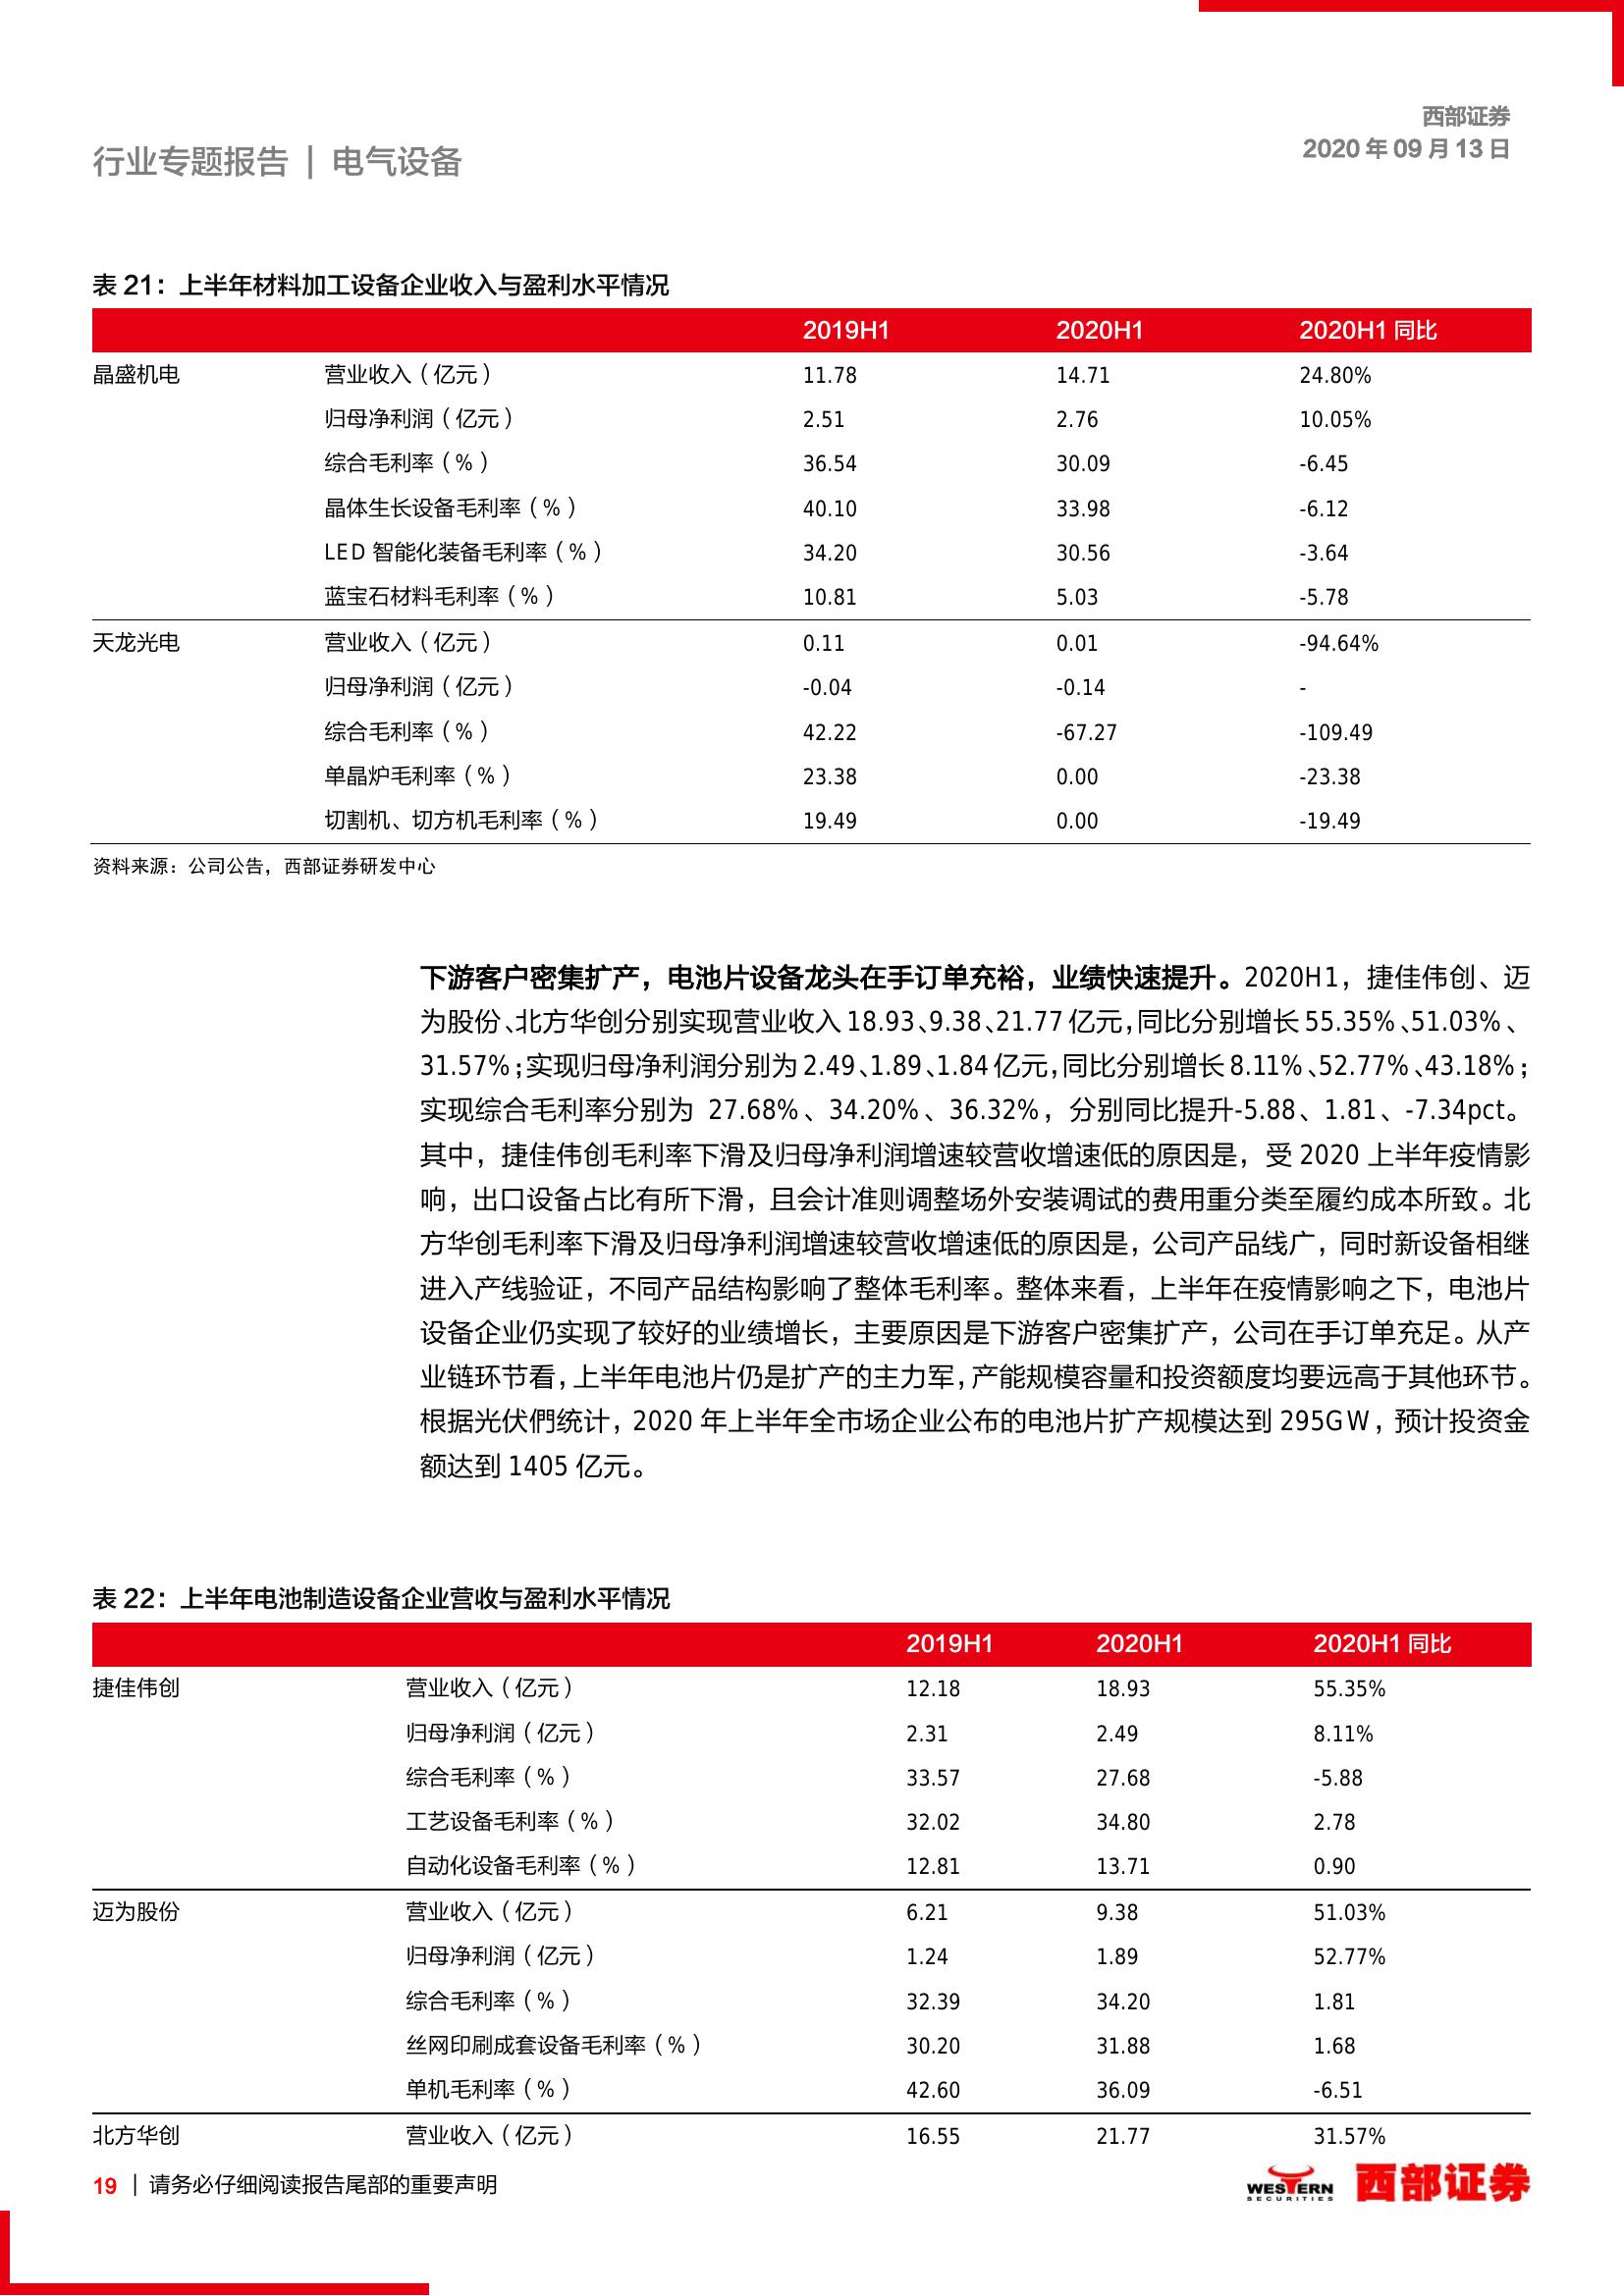 西部证券
2020 年 09 月 13 日
行业专题报告 | 电气设备
表 21：上半年材料加工设备企业收入与盈利水平情况
2019H1 2020H1 2020H1 同比
晶盛机电 营业收入（亿元） 11.78 14.71 24.80%
归母净利润（亿元） 2.51 2.76 10.05%
综合毛利率（%） 36.54 30.09 -6.45
晶体生长设备毛利率（%） 40.10 33.98 -6.12
LED 智能化装备毛利率（%） 34.20 30.56 -3.64
蓝宝石材料毛利率（%） 10.81 5.03 -5.78
天龙光电 营业收入（亿元） 0.11 0.01 -94.64%
归母净利润（亿元） -0.04 -0.14 -
综合毛利率（%） 42.22 -67.27 -109.49
单晶炉毛利率（%） 23.38 0.00 -23.38
切割机、切方机毛利率（%） 19.49 0.00 -19.49
资料来源：公司公告，西部证券研发中心
下游客户密集扩产，电池片设备龙头在手订单充裕，业绩快速提升。2020H1，捷佳伟创、迈
为股份、北方华创分别实现营业收入 18.93、9.38、21.77 亿元，同比分别增长 55.35%、51.03%、
31.57%；实现归母净利润分别为 2.49、1.89、1.84 亿元，同比分别增长 8.11%、52.77%、43.18%；
实现综合毛利率分别为 27.68%、34.20%、36.32%，分别同比提升-5.88、1.81、-7.34pct。
其中，捷佳伟创毛利率下滑及归母净利润增速较营收增速低的原因是，受 2020 上半年疫情影
响，出口设备占比有所下滑，且会计准则调整场外安装调试的费用重分类至履约成本所致。北
方华创毛利率下滑及归母净利润增速较营收增速低的原因是，公司产品线广，同时新设备相继
进入产线验证，不同产品结构影响了整体毛利率。整体来看，上半年在疫情影响之下，电池片
设备企业仍实现了较好的业绩增长，主要原因是下游客户密集扩产，公司在手订单充足。从产
业链环节看，上半年电池片仍是扩产的主力军，产能规模容量和投资额度均要远高于其他环节。
根据光伏們统计，2020 年上半年全市场企业公布的电池片扩产规模达到 295GW，预计投资金
额达到 1405 亿元。
表 22：上半年电池制造设备企业营收与盈利水平情况
2019H1 2020H1 2020H1 同比
捷佳伟创 营业收入（亿元） 12.18 18.93 55.35%
归母净利润（亿元） 2.31 2.49 8.11%
综合毛利率（%） 33.57 27.68 -5.88
工艺设备毛利率（%） 32.02 34.80 2.78
自动化设备毛利率（%） 12.81 13.71 0.90
迈为股份 营业收入（亿元） 6.21 9.38 51.03%
归母净利润（亿元） 1.24 1.89 52.77%
综合毛利率（%） 32.39 34.20 1.81
丝网印刷成套设备毛利率（%） 30.20 31.88 1.68
单机毛利率（%） 42.60 36.09 -6.51
北方华创 营业收入（亿元） 16.55 21.77 31.57%
19 | 请务必仔细阅读报告尾部的重要声明
WESTERN
SECURITIES
西部证券